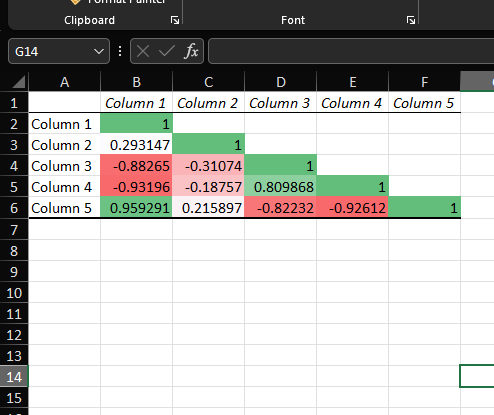 Format Painter
Clipboard Font
G14 fx
A B C D E F
1 Column 1 Column 2 Column 3 Column 4 Column 5
2 Column 1 1
3 Column 2 0.293147 1
4 Column 3 -0.88265 -0.31074 1
5 Column 4 -0.93196 -0.18757 0.809868 1
6 Column 5 0.959291 0.215897 -0.82232 -0.92612 1
7
8
9
10
11
12
13
14
15